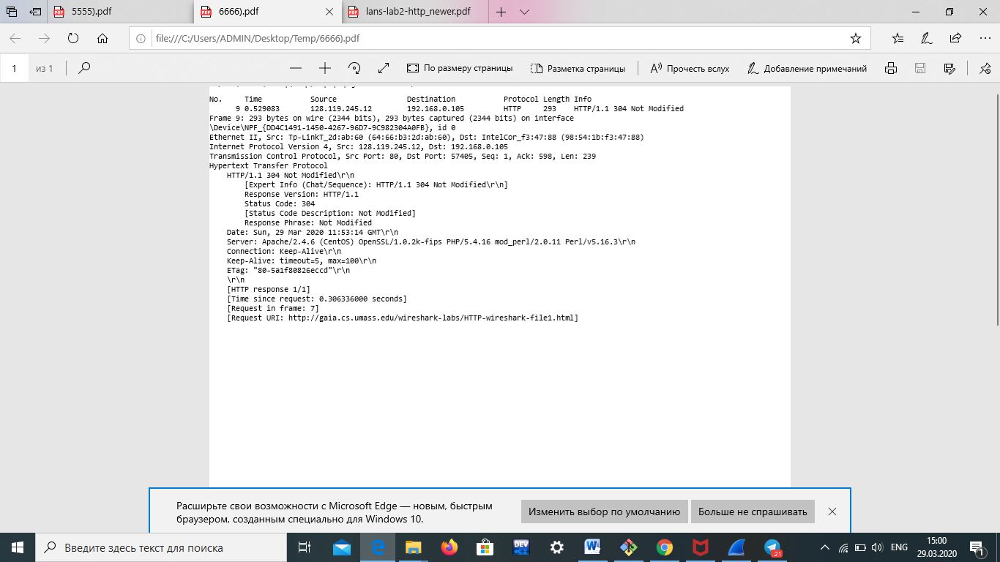 5555).pdf
6666).pdf
lans-lab2-http_newer.pdf
file:///C:/Users/ADMIN/Desktop/Temp/6666).pdf
1 из 1
По размеру страницы
Разметка страницы
Прочесть вслух
Добавление примечаний
No. Time Source Destination Protocol Length Info
9 0.529083 128.119.245.12 192.168.0.105 HTTP 293 HTTP/1.1 304 Not Modified
Frame 9: 293 bytes on wire (2344 bits), 293 bytes captured (2344 bits) on interface
\Device\NPF_{DD4C1491-1450-4267-96D7-9C982304A0FB}, id 0
Ethernet II, Src: Tp-LinkT_2d:ab:60 (64:66:b3:2d:ab:60), Dst: IntelCor_f3:47:88 (98:54:1b:f3:47:88)
Internet Protocol Version 4, Src: 128.119.245.12, Dst: 192.168.0.105
Transmission Control Protocol, Src Port: 80, Dst Port: 57405, Seq: 1, Ack: 598, Len: 239
Hypertext Transfer Protocol
HTTP/1.1 304 Not Modified\r\n
[Expert Info (Chat/Sequence): HTTP/1.1 304 Not Modified\r\n]
Response Version: HTTP/1.1
Status Code: 304
[Status Code Description: Not Modified]
Response Phrase: Not Modified
Date: Sun, 29 Mar 2020 11:53:14 GMT\r\n
Server: Apache/2.4.6 (CentOS) OpenSSL/1.0.2k-fips PHP/5.4.16 mod_perl/2.0.11 Perl/v5.16.3\r\n
Connection: Keep-Alive\r\n
Keep-Alive: timeout=5, max=100\r\n
ETag: "80-5a1f80826eccd"\r\n
\r\n
[HTTP response 1/1]
[Time since request: 0.306336000 seconds]
[Request in frame: 7]
[Request URI: http://gaia.cs.umass.edu/wireshark-labs/HTTP-wireshark-file1.html]
Расширьте свои возможности с Microsoft Edge — новым, быстрым
браузером, созданным специально для Windows 10.
Изменить выбор по умолчанию
Больше не спрашивать
Введите здесь текст для поиска
DEV
21
ENG
15:00
29.03.2020
1